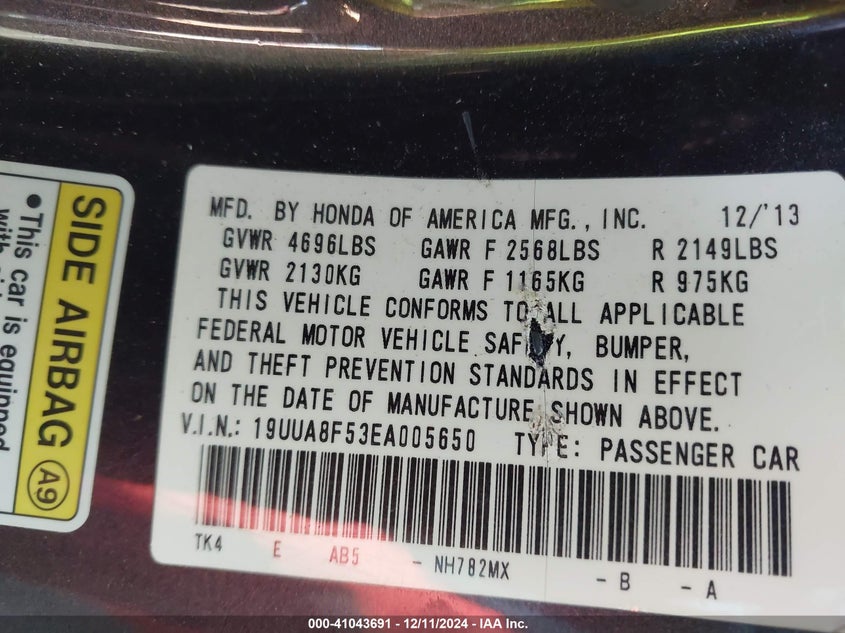 MFD. BY HONDA OF AMERICA MFG., INC. 12/'13
GVWR 4696LBS GAWR F 2568LBS R 2149LBS
GVWR 2130KG GAWR F 1165KG R 975KG
THIS VEHICLE CONFORMS TO ALL APPLICABLE
FEDERAL MOTOR VEHICLE SAFETY, BUMPER,
AND THEFT PREVENTION STANDARDS IN EFFECT
ON THE DATE OF MANUFACTURE SHOWN ABOVE.
V.I.N.: 19UUA8F53EA005650 TYPE: PASSENGER CAR
TK4 E AB5 - NH782MX - B - A
SIDE AIRBAG A9
• This car is equipped
000-41043691 - 12/11/2024 - IAA Inc.